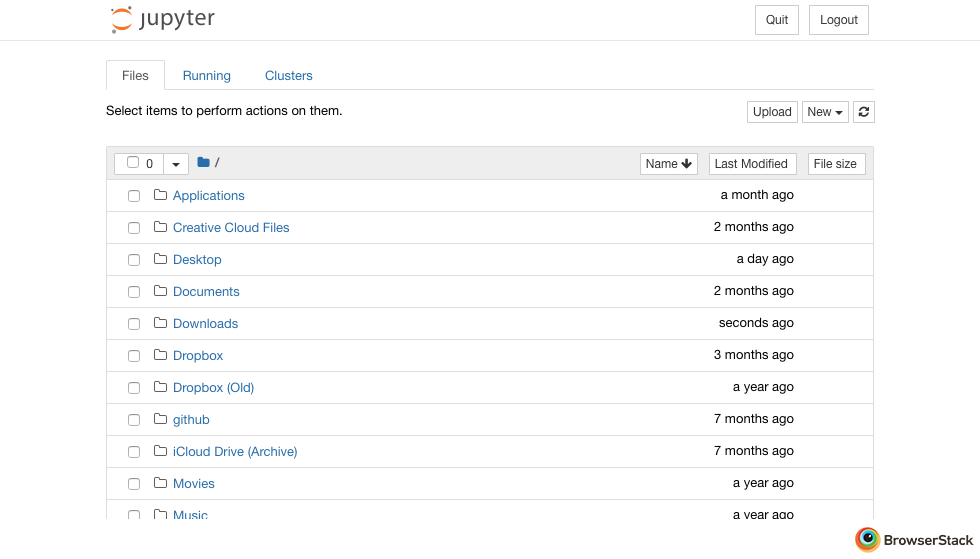 jupyter
Quit Logout
Files Running Clusters
Select items to perform actions on them.
Upload New
0 / Name Last Modified File size
Applications a month ago
Creative Cloud Files 2 months ago
Desktop a day ago
Documents 2 months ago
Downloads seconds ago
Dropbox 3 months ago
Dropbox (Old) a year ago
github 7 months ago
iCloud Drive (Archive) 7 months ago
Movies a year ago
Music a year ago
BrowserStack